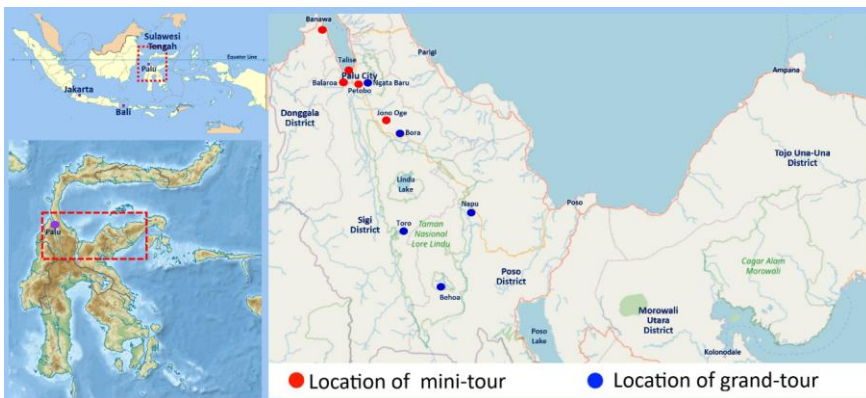 Sulawesi
Tengah
Equator Line
Palu
Jakarta
Bali
Palu
Banawa
Talise
Parigi
Palu City
Balaroa
Petobo
Ngata Baru
Ampana
Donggala
District
Jono Oge
Bora
Tojo Una-Una
District
Lindu
Lake
Napu
Poso
Sigi
District
Toro
Taman
Nasional
Lore Lindu
Poso
District
Cagar Alam
Morowali
Behoa
Morowali
Utara
District
Poso
Lake
Kolonodale
Location of mini-tour
Location of grand-tour